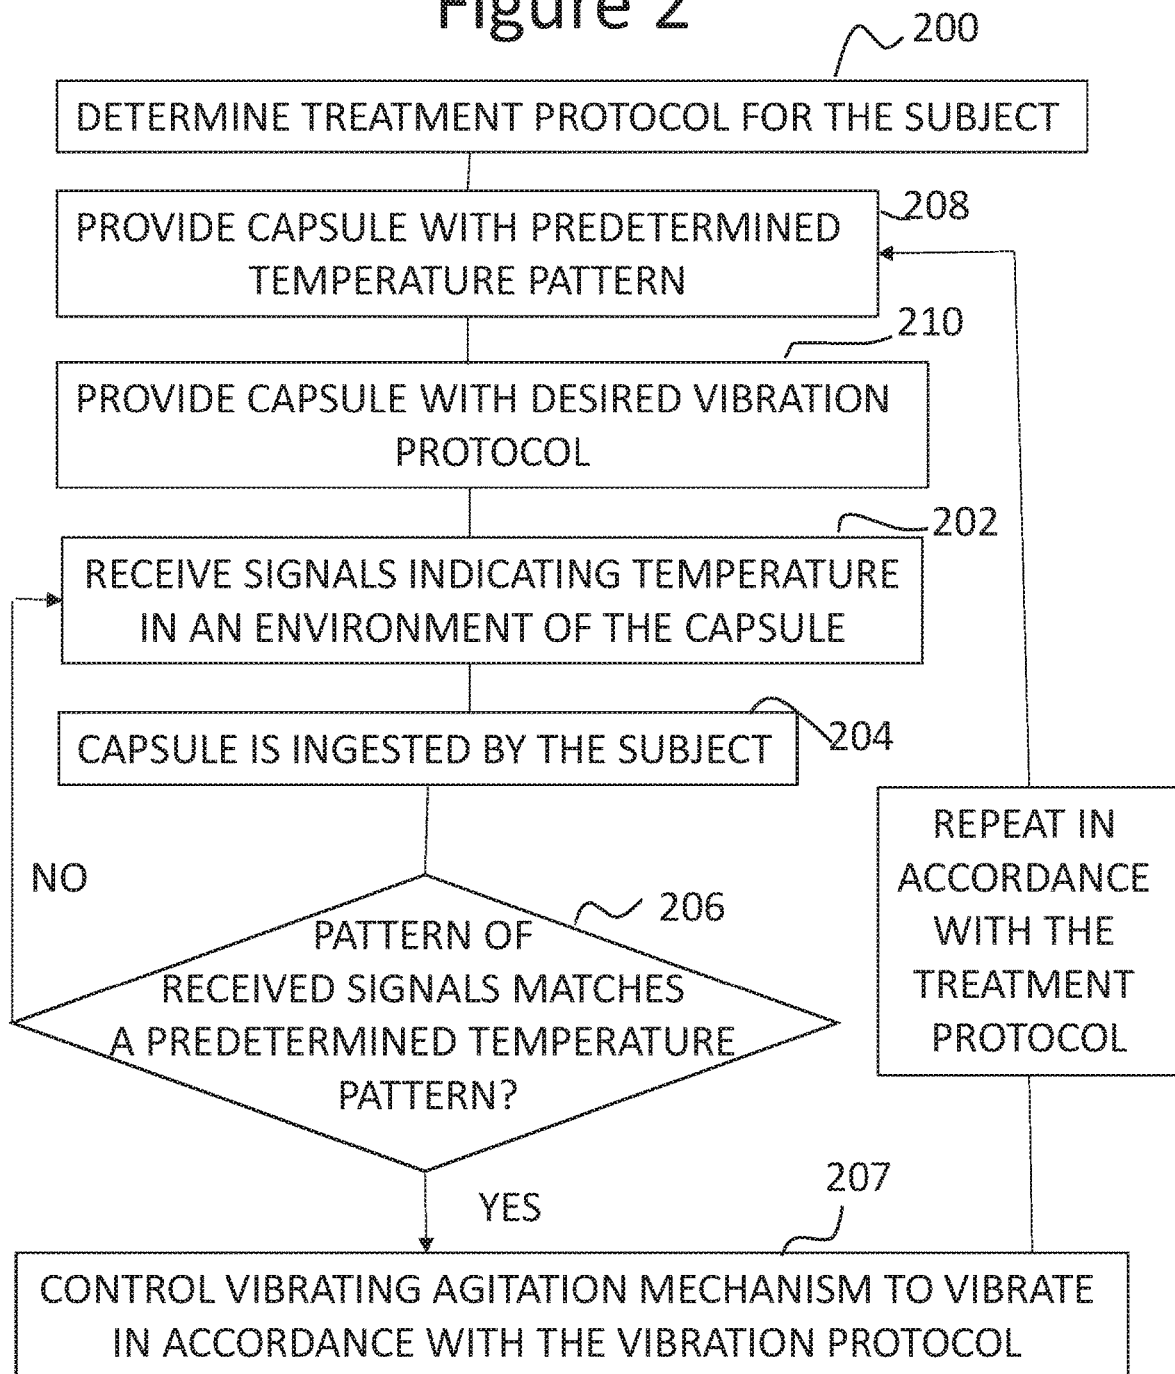 Figure 2
200
DETERMINE TREATMENT PROTOCOL FOR THE SUBJECT
208
PROVIDE CAPSULE WITH PREDETERMINED
TEMPERATURE PATTERN
210
PROVIDE CAPSULE WITH DESIRED VIBRATION
PROTOCOL
202
RECEIVE SIGNALS INDICATING TEMPERATURE
IN AN ENVIRONMENT OF THE CAPSULE
204
CAPSULE IS INGESTED BY THE SUBJECT
NO
206
PATTERN OF
RECEIVED SIGNALS MATCHES
A PREDETERMINED TEMPERATURE
PATTERN?
REPEAT IN
ACCORDANCE
WITH THE
TREATMENT
PROTOCOL
YES
207
CONTROL VIBRATING AGITATION MECHANISM TO VIBRATE
IN ACCORDANCE WITH THE VIBRATION PROTOCOL